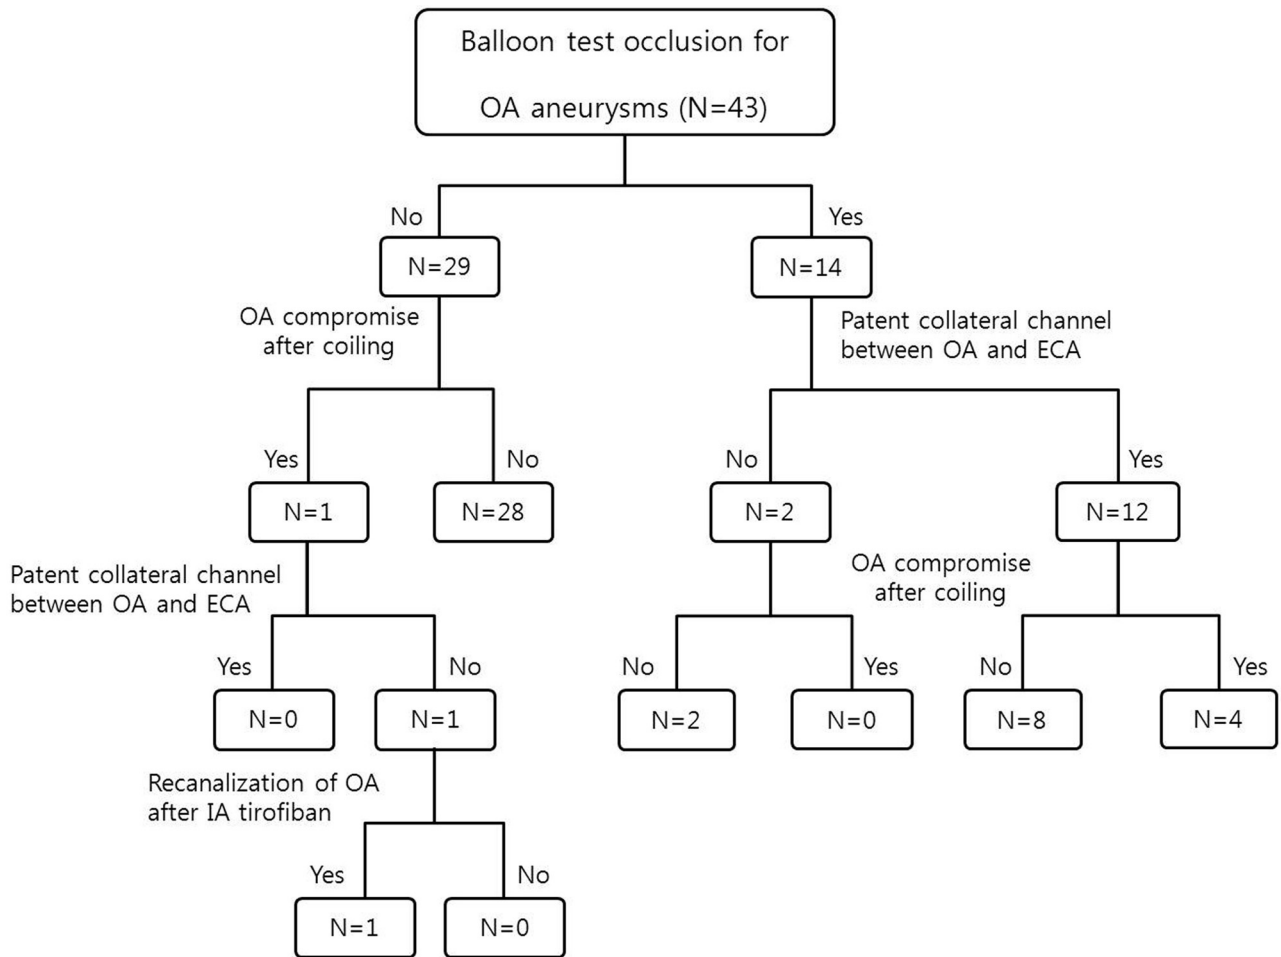 Balloon test occlusion for
OA aneurysms (N=43)
No
Yes
N=29
N=14
OA compromise
after coiling
Patent collateral channel
between OA and ECA
Yes
No
No
Yes
N=1
N=28
N=2
N=12
Patent collateral channel
between OA and ECA
OA compromise
after coiling
Yes
No
No
Yes
No
Yes
N=0
N=1
N=2
N=0
N=8
N=4
Recanalization of OA
after IA tirofiban
Yes
No
N=1
N=0